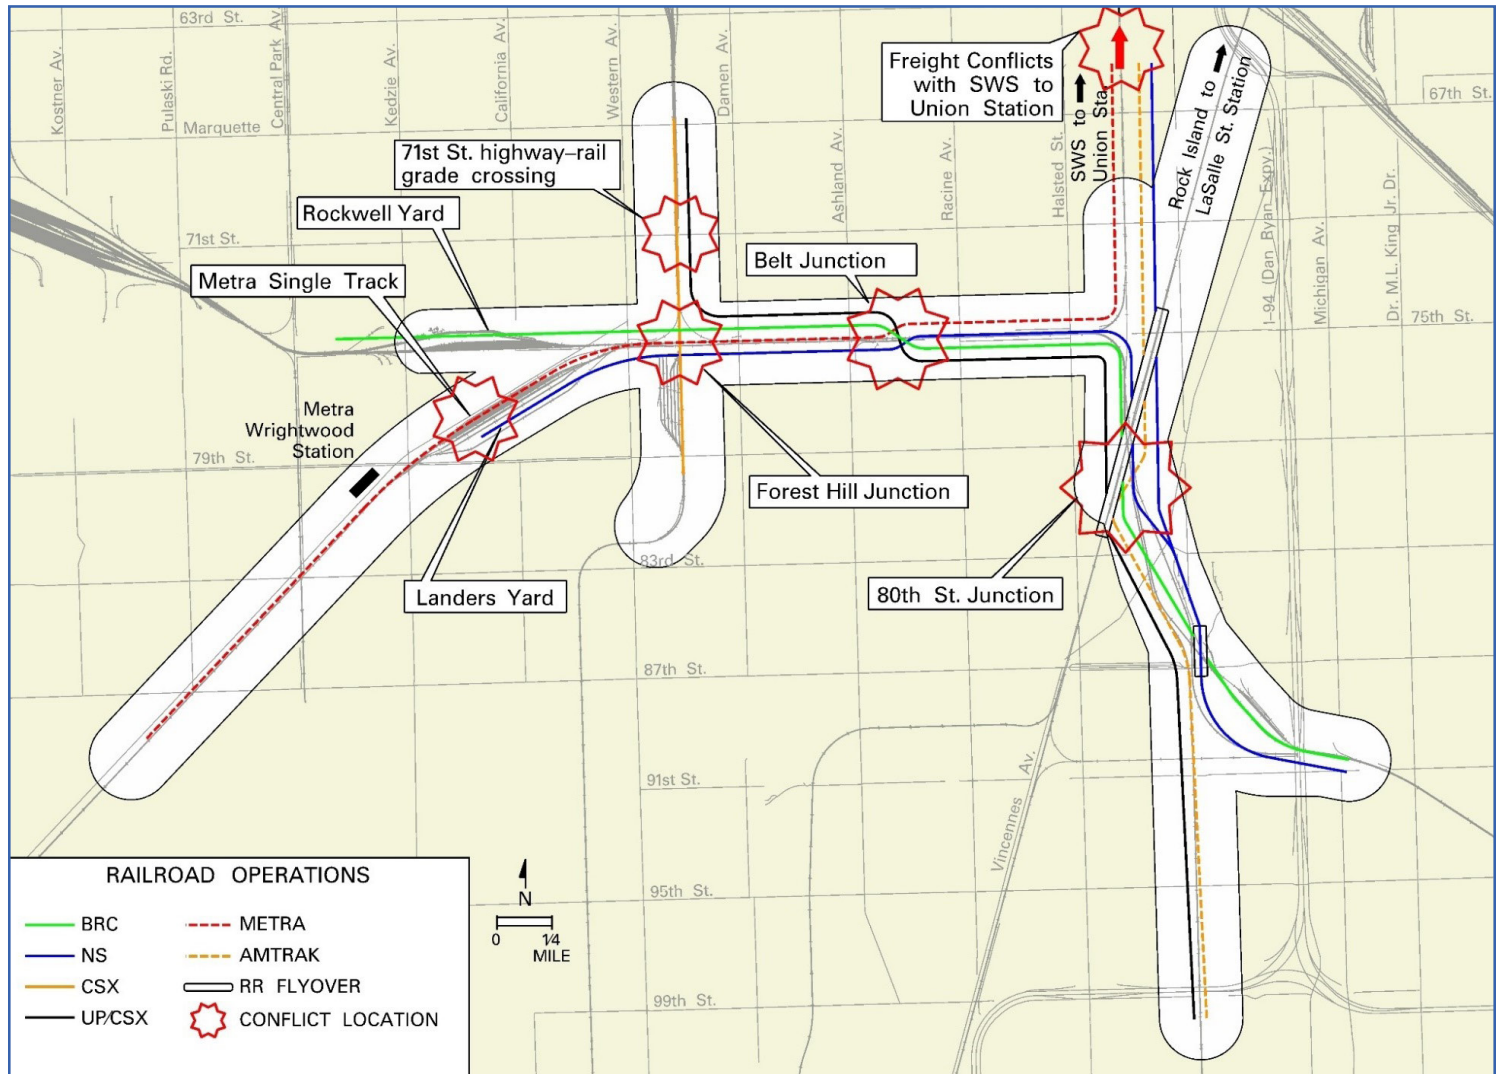 63rd St.
Kostner Av.
Pulaski Rd.
Central Park Av.
Kedzie Av.
California Av.
Western Av.
Damen Av.
Ashland Av.
Racine Av.
Halsted St.
Freight Conflicts
with SWS to
Union Station
SWS to
Union Sta.
Rock Island to
LaSalle St. Station
67th St.
Marquette
71st St. highway-rail
grade crossing
Rockwell Yard
71st St.
Metra Single Track
Belt Junction
I-94 (Dan Ryan Expy.)
Michigan Av.
Dr. M.L. King Jr. Dr.
75th St.
Metra
Wrightwood
Station
79th St.
Forest Hill Junction
83rd St.
Landers Yard
80th St. Junction
87th St.
91st St.
Vincennes Av.
95th St.
99th St.
RAILROAD OPERATIONS
BRC
NS
CSX
UP/CSX
METRA
AMTRAK
RR FLYOVER
CONFLICT LOCATION
N
0 1/4
MILE